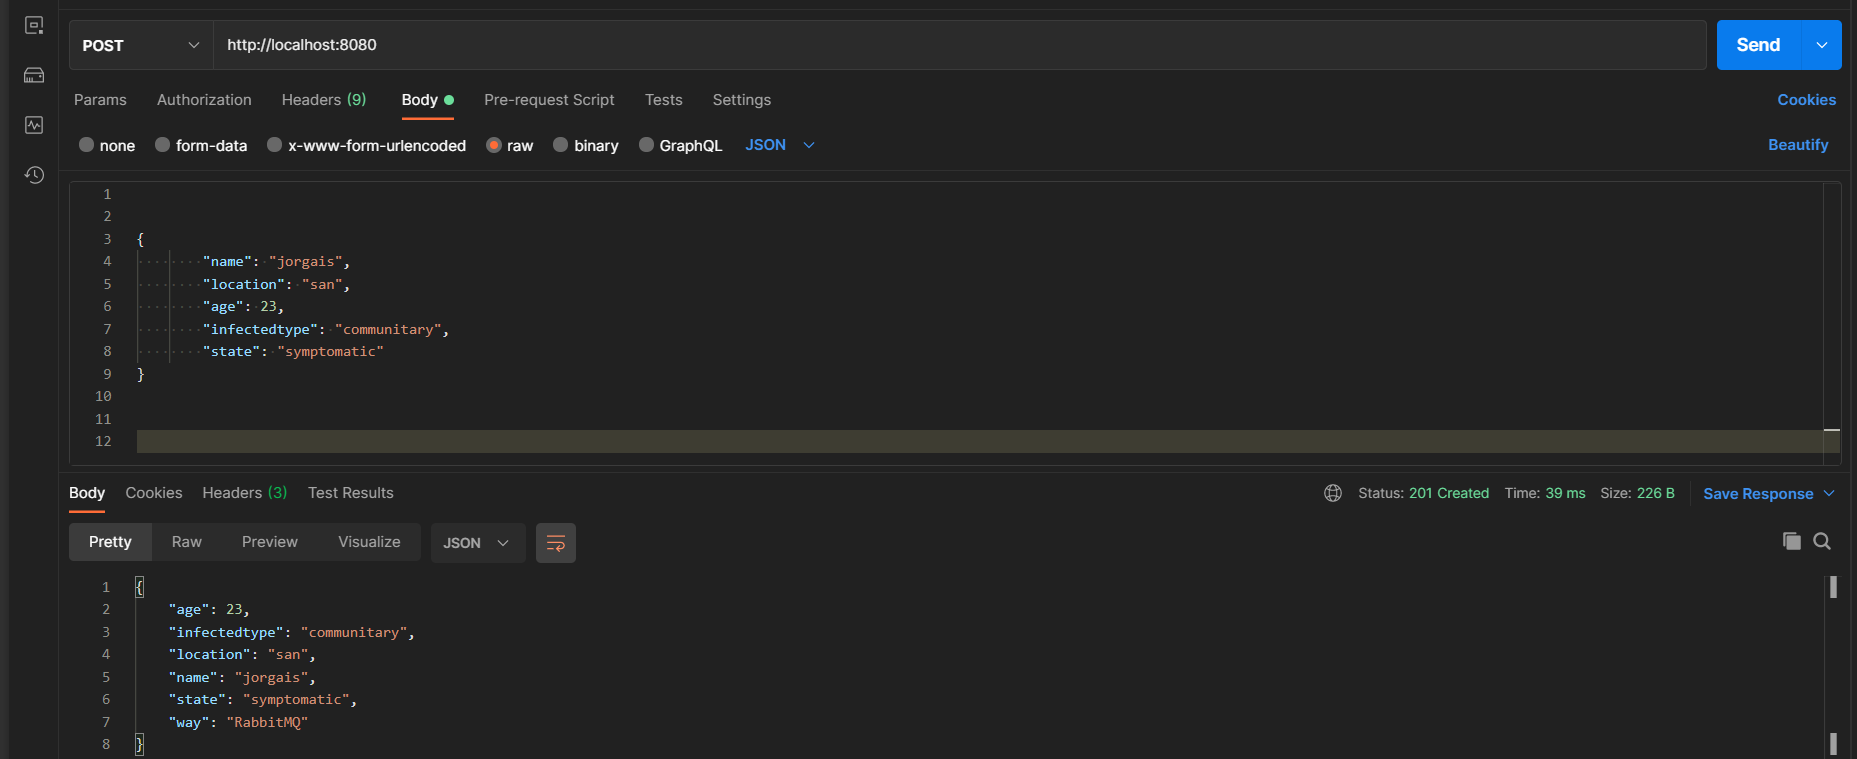 POST http://localhost:8080 Send
Params Authorization Headers (9) Body Pre-request Script Tests Settings Cookies
none form-data x-www-form-urlencoded raw binary GraphQL JSON Beautify
1
2
3 {
4 "name": "jorgais",
5 "location": "san",
6 "age": 23,
7 "infectedtype": "communitary",
8 "state": "symptomatic"
9 }
10
11
12
Body Cookies Headers (3) Test Results Status: 201 Created Time: 39 ms Size: 226 B Save Response
Pretty Raw Preview Visualize JSON
1 {
2 "age": 23,
3 "infectedtype": "communitary",
4 "location": "san",
5 "name": "jorgais",
6 "state": "symptomatic",
7 "way": "RabbitMQ"
8 }